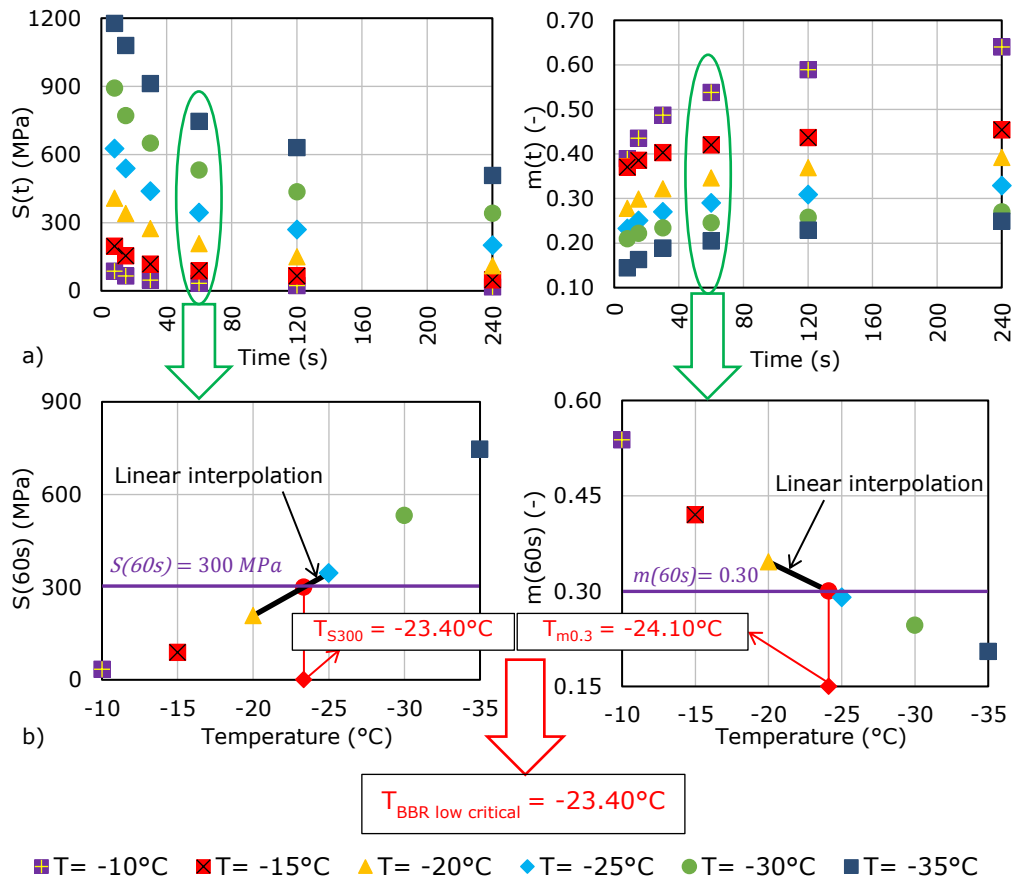 S(t) (MPa)
1200
900
600
300
0
0
40
80
120
160
200
240
Time (s)
m(t) (-)
0.70
0.60
0.50
0.40
0.30
0.20
0.10
0
40
80
120
160
200
240
Time (s)
a)
S(60s) (MPa)
900
600
300
0
Linear interpolation
S(60s) = 300 MPa
-10
-15
-20
-25
-30
-35
Temperature (°C)
m(60s) (-)
0.60
0.45
0.30
0.15
Linear interpolation
m(60s) = 0.30
-10
-15
-20
-25
-30
-35
Temperature (°C)
TS300 = -23.40°C
Tm0.3 = -24.10°C
b)
TBBR low critical = -23.40°C
T= -10°C T= -15°C T= -20°C T= -25°C T= -30°C T= -35°C